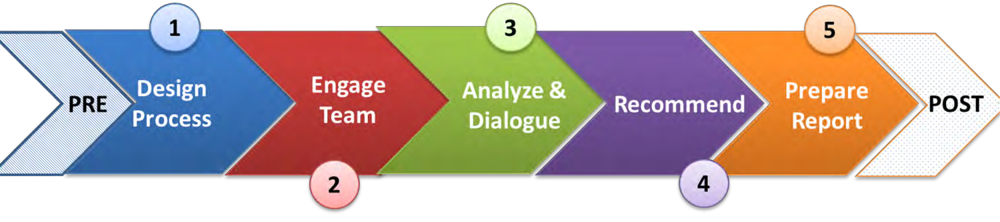 PRE
1
Design
Process
Engage
Team
2
3
Analyze &
Dialogue
Recommend
4
5
Prepare
Report
POST